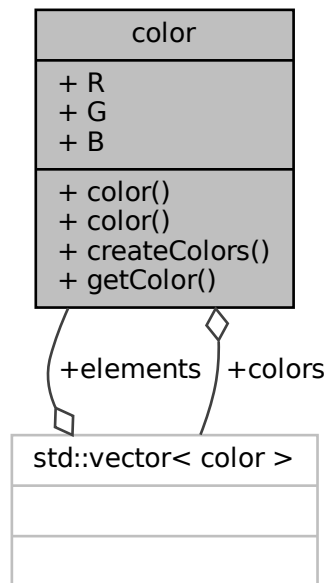 color
+ R
+ G
+ B
+ color()
+ color()
+ createColors()
+ getColor()
+elements
+colors
std::vector< color >